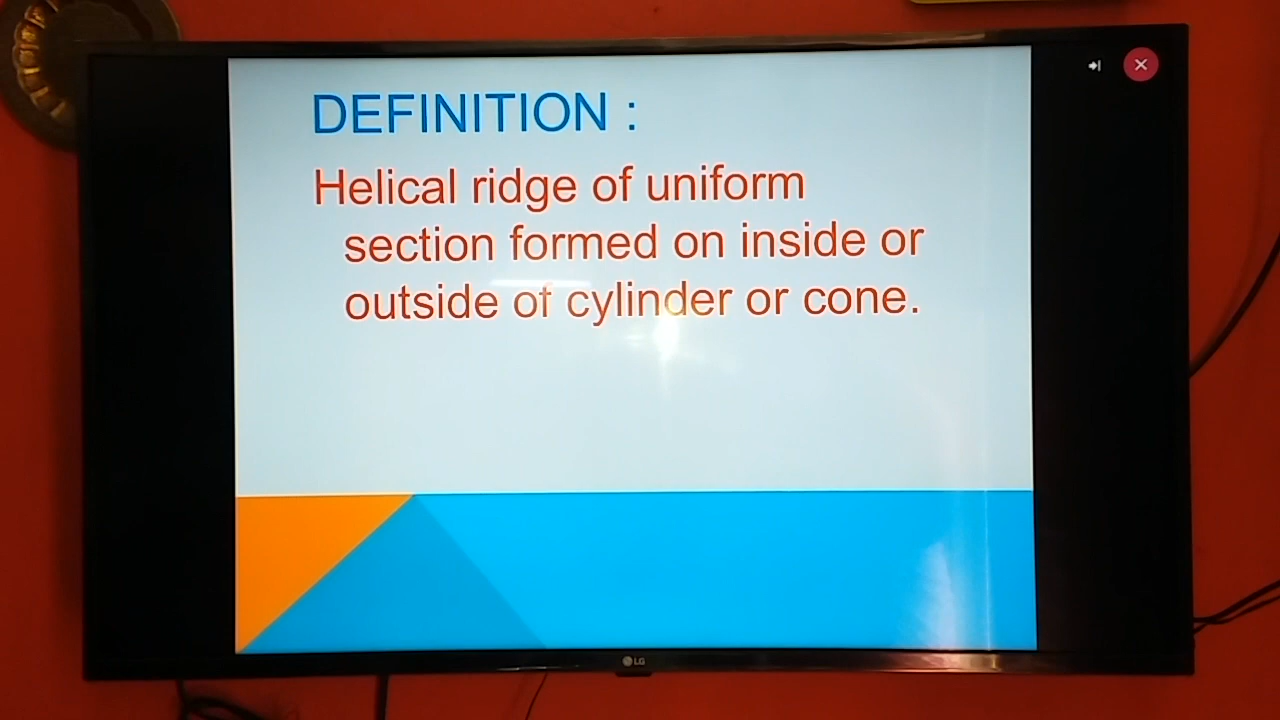 DEFINITION :
Helical ridge of uniform
section formed on inside or
outside of cylinder or cone.
LG